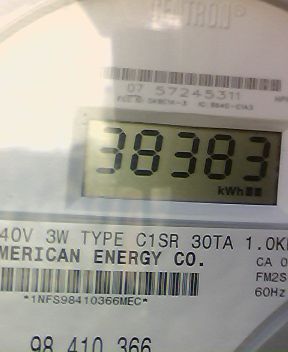 CENTRON®
07 57245311
38383
kWh
40V 3W TYPE C1SR 30TA 1.0K
MERICAN ENERGY CO.
CA 0
FM2S
60Hz
*1NFS98410366MEC*
98 410 366